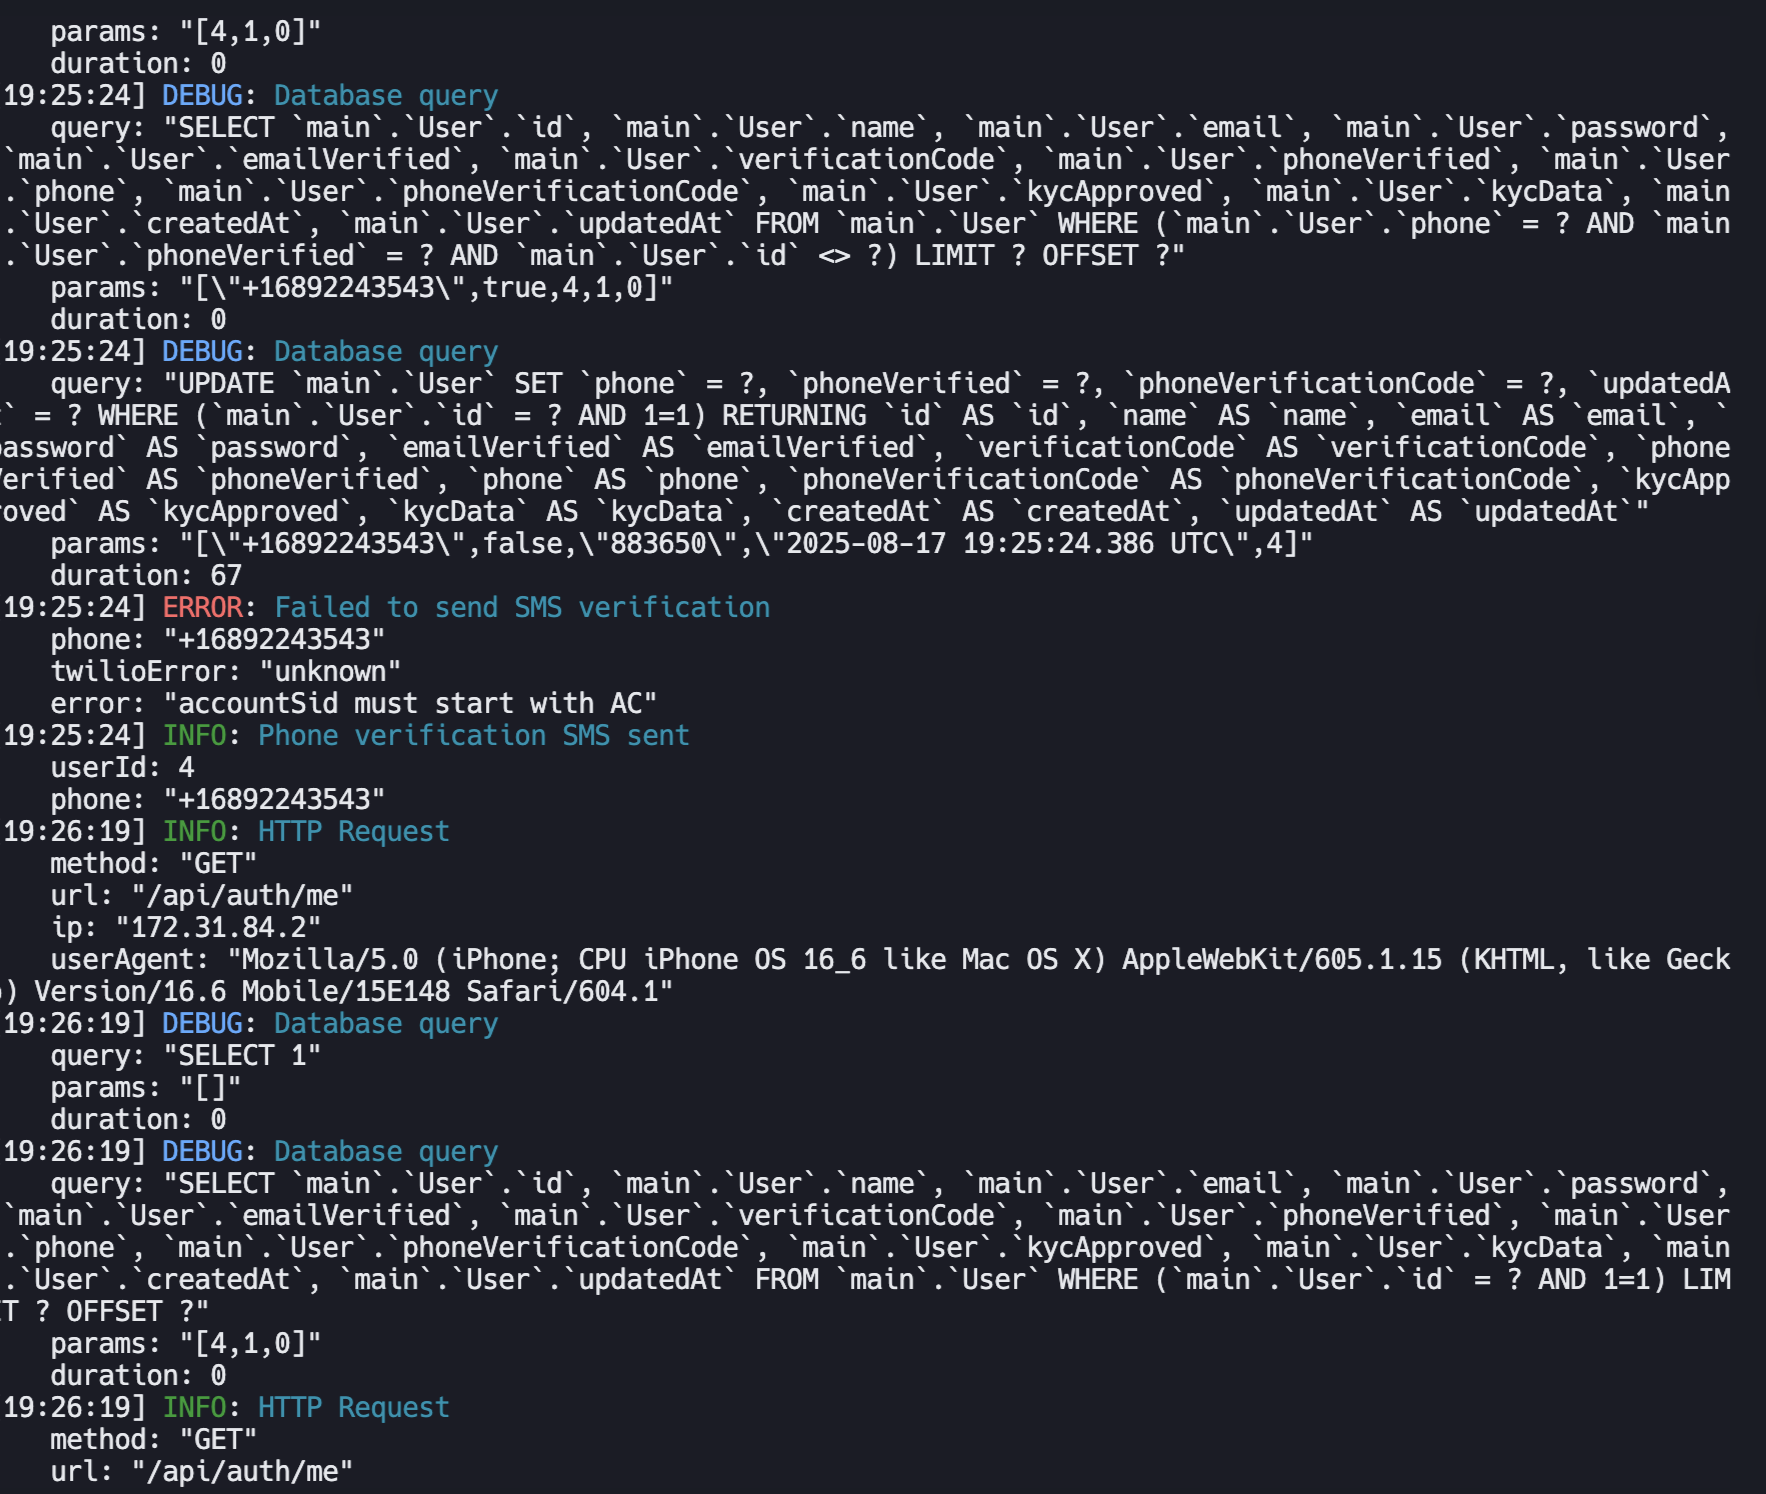 params: "[4,1,0]"
duration: 0
19:25:24] DEBUG: Database query
query: "SELECT `main`.`User`.`id`, `main`.`User`.`name`, `main`.`User`.`email`, `main`.`User`.`password`,
`main`.`User`.`emailVerified`, `main`.`User`.`verificationCode`, `main`.`User`.`phoneVerified`, `main`.`User
`.`phone`, `main`.`User`.`phoneVerificationCode`, `main`.`User`.`kycApproved`, `main`.`User`.`kycData`, `main
`.`User`.`createdAt`, `main`.`User`.`updatedAt` FROM `main`.`User` WHERE (`main`.`User`.`phone` = ? AND `main
`.`User`.`phoneVerified` = ? AND `main`.`User`.`id` <> ?) LIMIT ? OFFSET ?"
params: "[\"+16892243543\",true,4,1,0]"
duration: 0
19:25:24] DEBUG: Database query
query: "UPDATE `main`.`User` SET `phone` = ?, `phoneVerified` = ?, `phoneVerificationCode` = ?, `updatedA
t` = ? WHERE (`main`.`User`.`id` = ? AND 1=1) RETURNING `id` AS `id`, `name` AS `name`, `email` AS `email`, `
password` AS `password`, `emailVerified` AS `emailVerified`, `verificationCode` AS `verificationCode`, `phone
Verified` AS `phoneVerified`, `phone` AS `phone`, `phoneVerificationCode` AS `phoneVerificationCode`, `kycApp
roved` AS `kycApproved`, `kycData` AS `kycData`, `createdAt` AS `createdAt`, `updatedAt` AS `updatedAt`"
params: "[\"+16892243543\",false,\"883650\",\"2025-08-17 19:25:24.386 UTC\",4]"
duration: 67
19:25:24] ERROR: Failed to send SMS verification
phone: "+16892243543"
twilioError: "unknown"
error: "accountSid must start with AC"
19:25:24] INFO: Phone verification SMS sent
userId: 4
phone: "+16892243543"
19:26:19] INFO: HTTP Request
method: "GET"
url: "/api/auth/me"
ip: "172.31.84.2"
userAgent: "Mozilla/5.0 (iPhone; CPU iPhone OS 16_6 like Mac OS X) AppleWebKit/605.1.15 (KHTML, like Geck
o) Version/16.6 Mobile/15E148 Safari/604.1"
19:26:19] DEBUG: Database query
query: "SELECT 1"
params: "[]"
duration: 0
19:26:19] DEBUG: Database query
query: "SELECT `main`.`User`.`id`, `main`.`User`.`name`, `main`.`User`.`email`, `main`.`User`.`password`,
`main`.`User`.`emailVerified`, `main`.`User`.`verificationCode`, `main`.`User`.`phoneVerified`, `main`.`User
`.`phone`, `main`.`User`.`phoneVerificationCode`, `main`.`User`.`kycApproved`, `main`.`User`.`kycData`, `main
`.`User`.`createdAt`, `main`.`User`.`updatedAt` FROM `main`.`User` WHERE (`main`.`User`.`id` = ? AND 1=1) LIM
IT ? OFFSET ?"
params: "[4,1,0]"
duration: 0
19:26:19] INFO: HTTP Request
method: "GET"
url: "/api/auth/me"